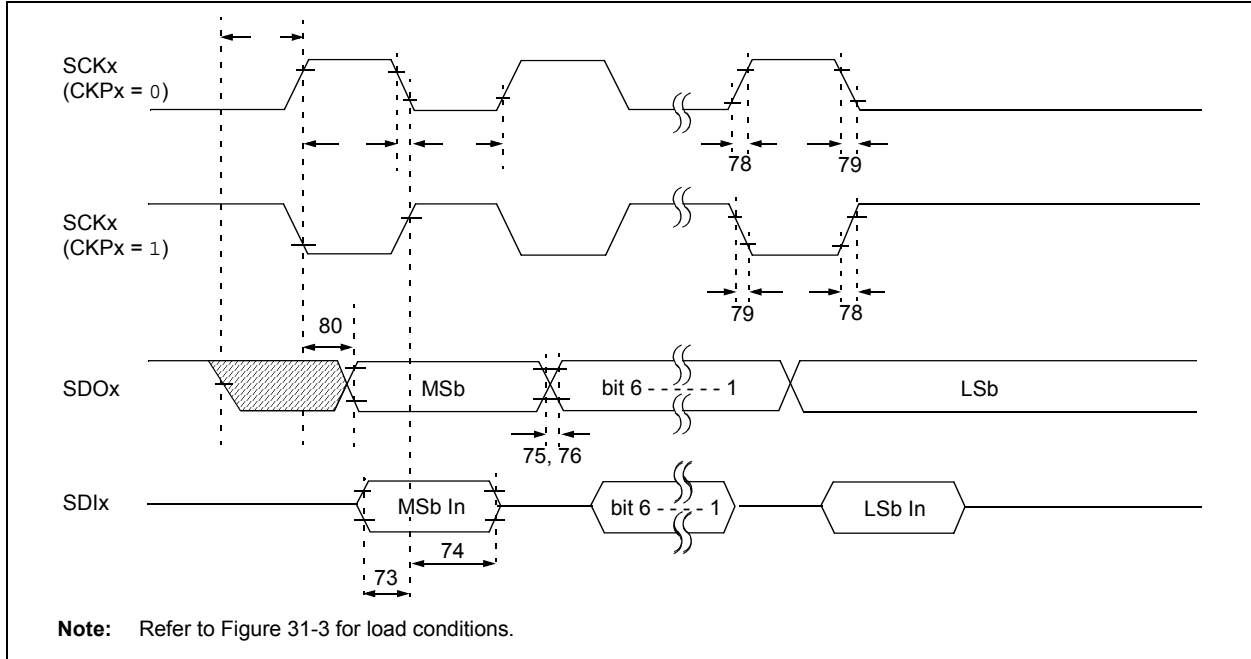 SCKx
(CKPx = 0)
78
79
SCKx
(CKPx = 1)
79
78
80
SDOx
MSb
bit 6 - - - - - - 1
LSb
75, 76
SDIx
MSb In
bit 6 - - - - 1
LSb In
74
73
Note: Refer to Figure 31-3 for load conditions.